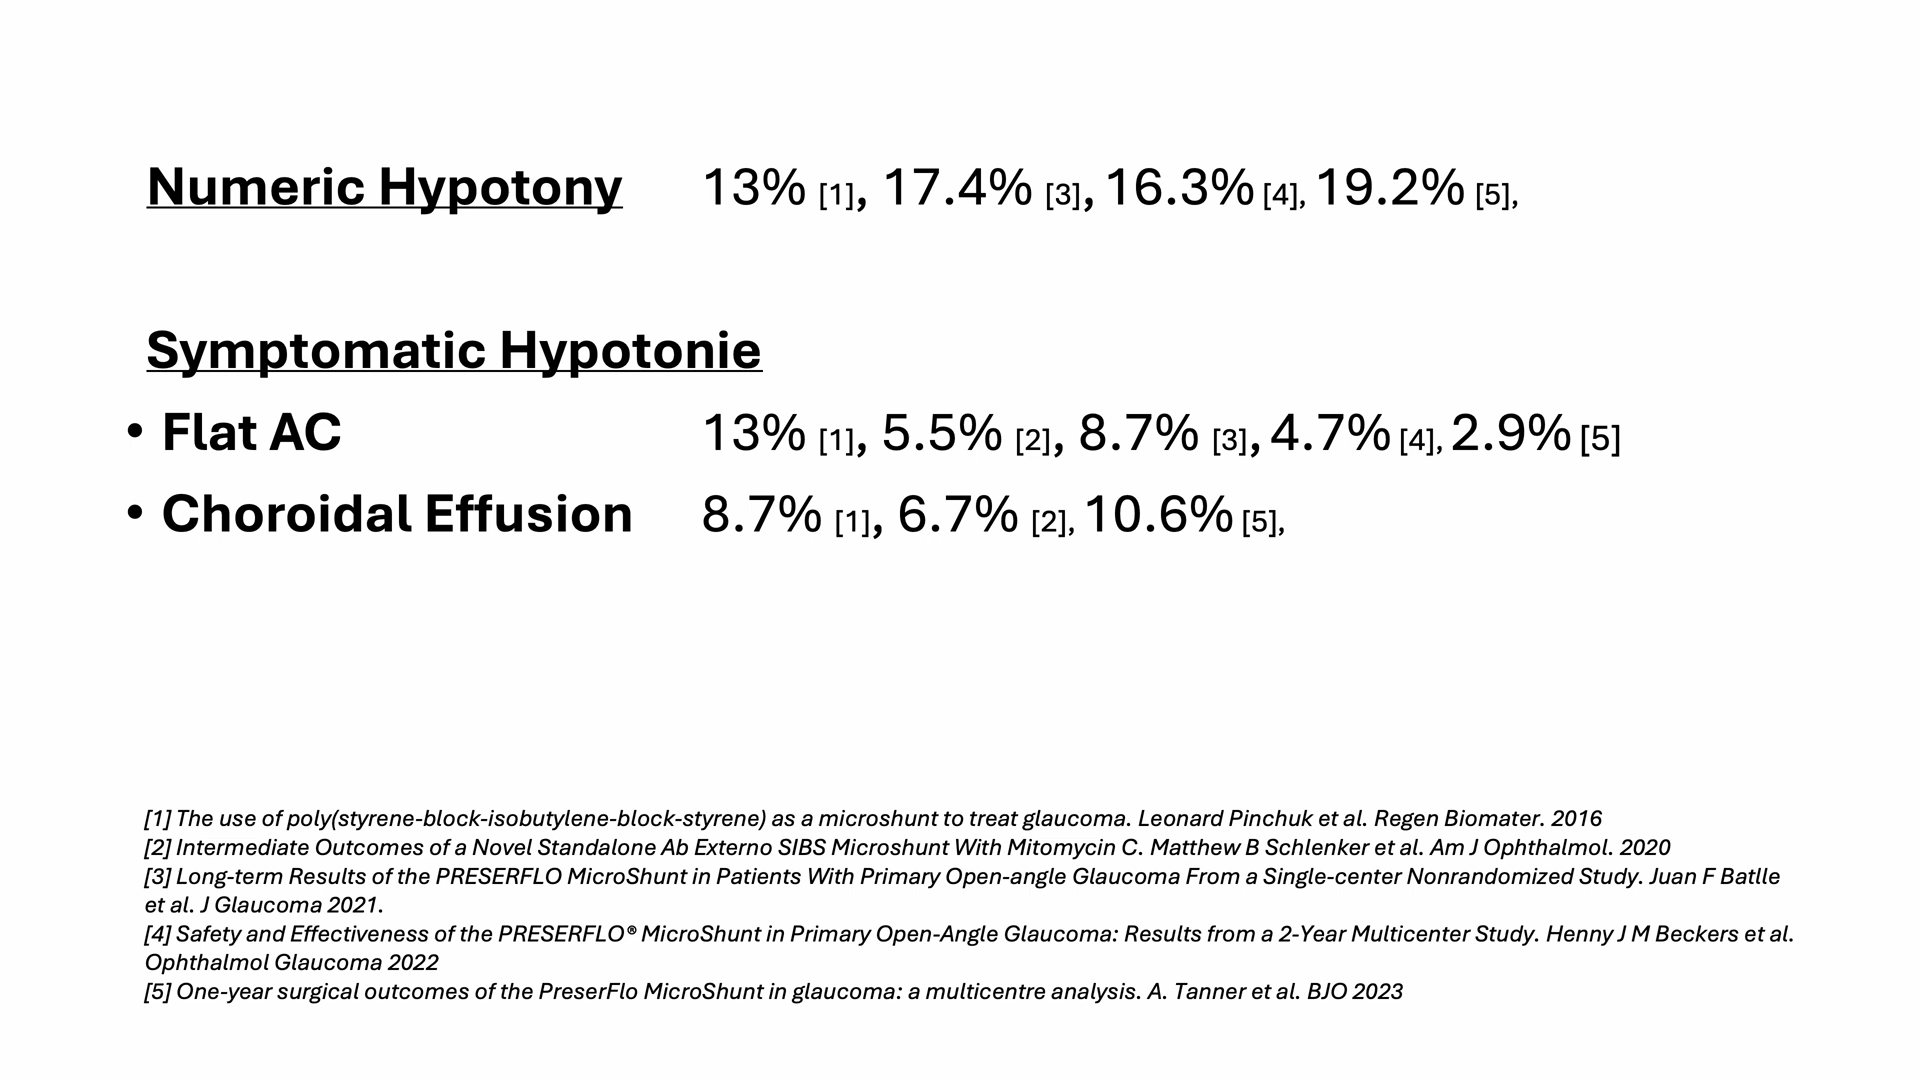 Numeric Hypotony 13% [1], 17.4% [3], 16.3% [4], 19.2% [5],
Symptomatic Hypotonie
• Flat AC 13% [1], 5.5% [2], 8.7% [3], 4.7% [4], 2.9% [5]
• Choroidal Effusion 8.7% [1], 6.7% [2], 10.6% [5],
[1] The use of poly(styrene-block-isobutylene-block-styrene) as a microshunt to treat glaucoma. Leonard Pinchuk et al. Regen Biomater. 2016
[2] Intermediate Outcomes of a Novel Standalone Ab Externo SIBS Microshunt With Mitomycin C. Matthew B Schlenker et al. Am J Ophthalmol. 2020
[3] Long-term Results of the PRESERFLO MicroShunt in Patients With Primary Open-angle Glaucoma From a Single-center Nonrandomized Study. Juan F Batlle
et al. J Glaucoma 2021.
[4] Safety and Effectiveness of the PRESERFLO® MicroShunt in Primary Open-Angle Glaucoma: Results from a 2-Year Multicenter Study. Henny J M Beckers et al.
Ophthalmol Glaucoma 2022
[5] One-year surgical outcomes of the PreserFlo MicroShunt in glaucoma: a multicentre analysis. A. Tanner et al. BJO 2023